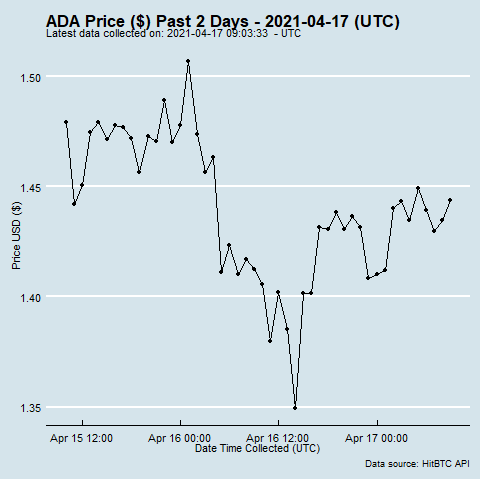 ADA Price ($) Past 2 Days - 2021-04-17 (UTC)
Latest data collected on: 2021-04-17 09:03:33 - UTC
1.50
1.45
1.40
1.35
Price USD ($)
Apr 15 12:00 Apr 16 00:00 Apr 16 12:00 Apr 17 00:00
Date Time Collected (UTC)
Data source: HitBTC API